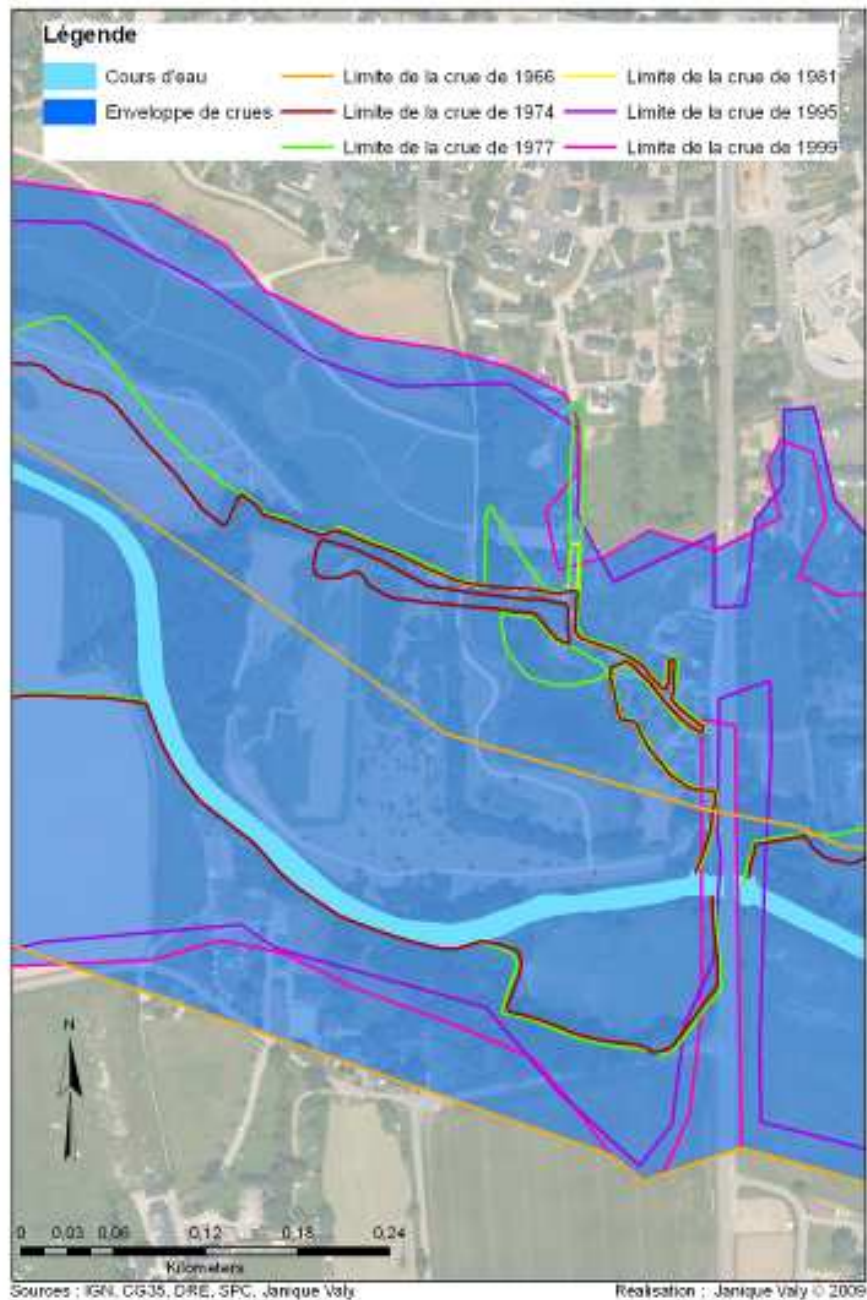 Légende
Cours d'eau
Enveloppe de crues
Limite de la crue de 1966
Limite de la crue de 1974
Limite de la crue de 1977
Limite de la crue de 1981
Limite de la crue de 1995
Limite de la crue de 1999
N
0 0,03 0,06 0,12 0,18 0,24
Kilometers
Sources : IGN, CG35, DRE, SPC, Janique Valy
Réalisation : Janique Valy © 2009